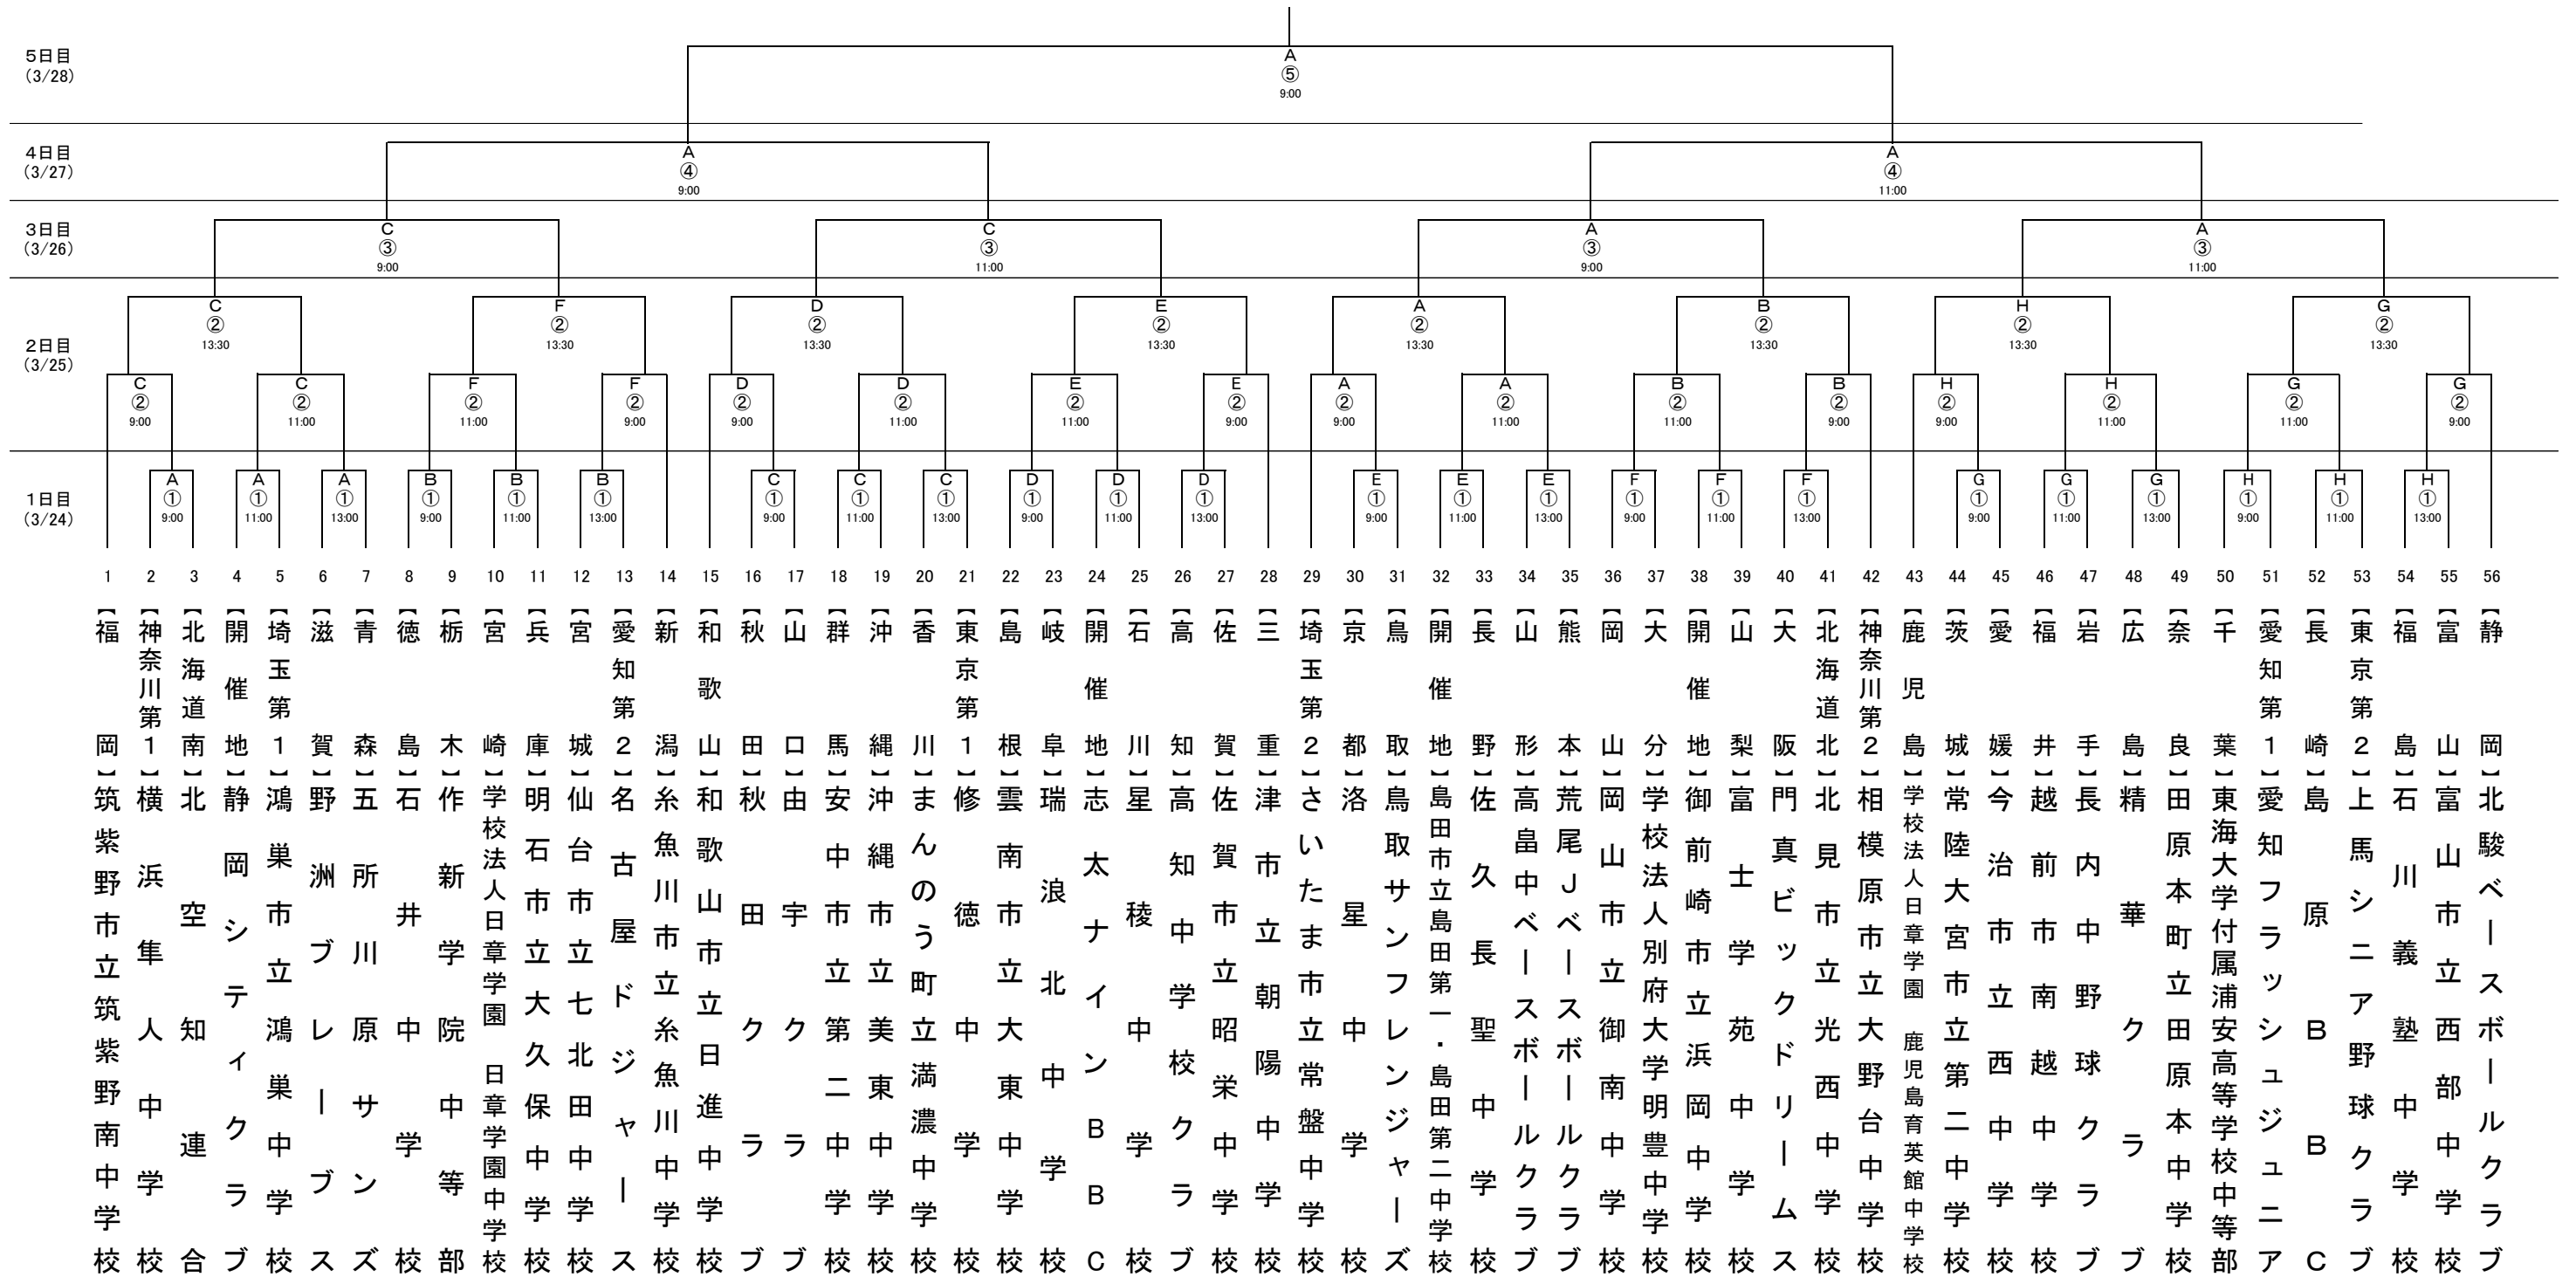 5日目
(3/28)
A
⑤
9:00
4日目
(3/27)
A
④
9:00
A
④
11:00
3日目
(3/26)
C
③
9:00
C
③
11:00
A
③
9:00
A
③
11:00
2日目
(3/25)
C
②
13:30
F
②
13:30
D
②
13:30
E
②
13:30
A
②
13:30
B
②
13:30
H
②
13:30
G
②
13:30
C
②
9:00
C
②
11:00
F
②
11:00
F
②
9:00
D
②
9:00
D
②
11:00
E
②
11:00
E
②
9:00
A
②
9:00
A
②
11:00
B
②
11:00
B
②
9:00
H
②
9:00
H
②
11:00
G
②
11:00
G
②
9:00
1日目
(3/24)
A
①
9:00
A
①
11:00
A
①
13:00
B
①
9:00
B
①
11:00
B
①
13:00
C
①
9:00
C
①
11:00
C
①
13:00
D
①
9:00
D
①
11:00
D
①
13:00
E
①
9:00
E
①
11:00
E
①
13:00
F
①
9:00
F
①
11:00
F
①
13:00
G
①
9:00
G
①
11:00
G
①
13:00
H
①
9:00
H
①
11:00
H
①
13:00
1
【福岡】筑紫野市立筑紫野南中学校
2
【神奈川第1】横浜隼人中学校
3
【北海道南】北空知連合
4
【開催地】静岡シティクラブ
5
【埼玉第1】鴻巣市立鴻巣中学校
6
【滋賀】野洲ブレーブス
7
【青森】五所川原サンズ
8
【徳島】石井中学校
9
【栃木】作新学院中等部
10
【宮崎】学校法人日章学園 日章学園中学校
11
【兵庫】明石市立大久保中学校
12
【宮城】仙台市立七北田中学校
13
【愛知第2】名古屋ドジャース
14
【新潟】糸魚川市立糸魚川中学校
15
【和歌山】和歌山市立日進中学校
16
【秋田】秋田クラブ
17
【山口】由宇クラブ
18
【群馬】安中市立第二中学校
19
【沖縄】沖縄市立美東中学校
20
【香川】まんのう町立満濃中学校
21
【東京第1】修徳中学校
22
【島根】雲南市立大東中学校
23
【岐阜】瑞浪北中学校
24
【開催地】志太ナインBBC
25
【石川】星稜中学校
26
【高知】高知中学校クラブ
27
【佐賀】佐賀市立昭栄中学校
28
【三重】津市立朝陽中学校
29
【埼玉第2】さいたま市立常盤中学校
30
【京都】洛星中学校
31
【鳥取】鳥取サンフレンジャーズ
32
【開催地】島田市立島田第一・島田第二中学校
33
【長野】佐久長聖中学校
34
【山形】高畠中ベースボールクラブ
35
【熊本】荒尾Jベースボールクラブ
36
【岡山】岡山市立御南中学校
37
【大分】学校法人別府大学明豊中学校
38
【開催地】御前崎市立浜岡中学校
39
【山梨】富士学苑中学校
40
【大阪】門真ビックドリームス
41
【北海道北】北見市立光西中学校
42
【神奈川第2】相模原市立大野台中学校
43
【鹿児島】学校法人日章学園 鹿児島育英館中学校
44
【茨城】常陸大宮市立第二中学校
45
【愛媛】今治市立西中学校
46
【福井】越前市南越中学校
47
【岩手】長内中野球クラブ
48
【広島】精華クラブ
49
【奈良】田原本町立田原本中学校
50
【千葉】東海大学付属浦安高等学校中等部
51
【愛知第1】愛知フラッシュジュニア
52
【長崎】島原BBC
53
【東京第2】上馬シニア野球クラブ
54
【福島】石川義塾中学校
55
【富山】富山市立西部中学校
56
【静岡】北駿ベースボールクラブ